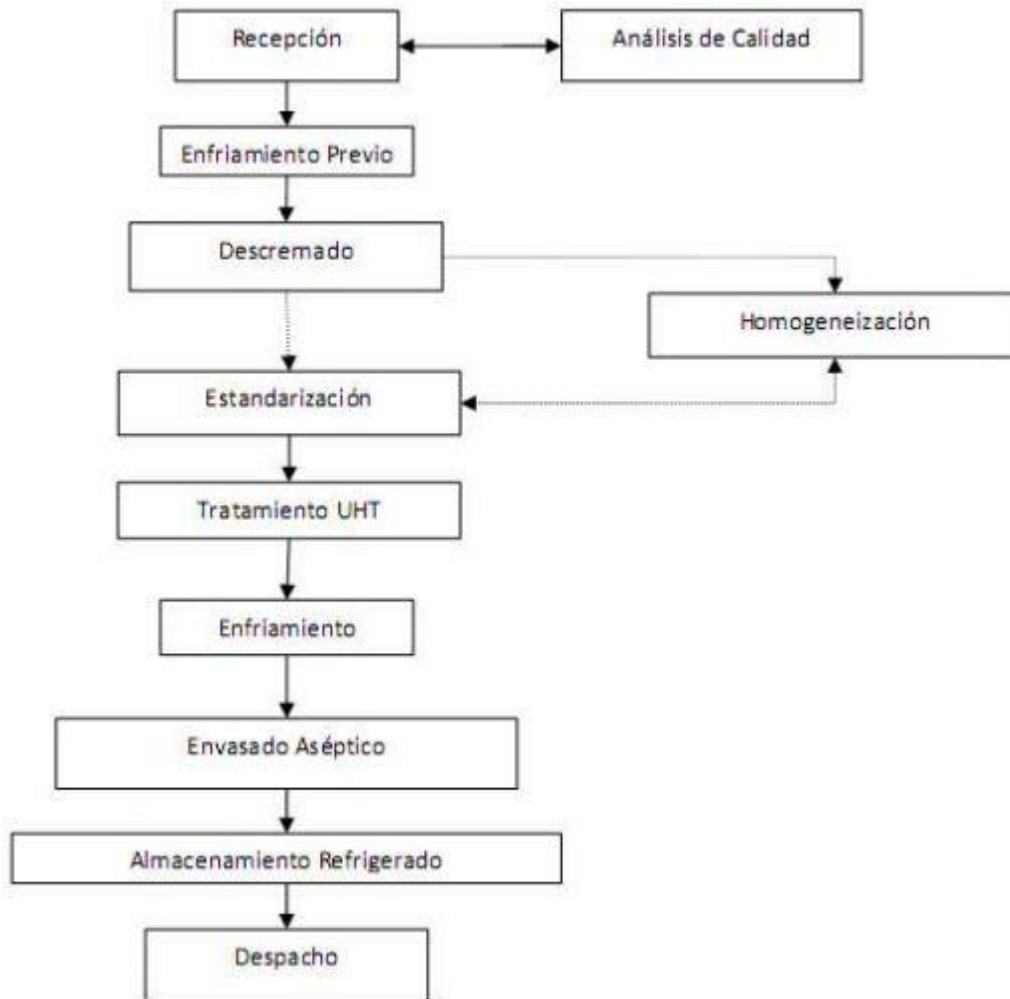 Recepción
Análisis de Calidad
Enfriamiento Previo
Descremado
Homogeneización
Estandarización
Tratamiento UHT
Enfriamiento
Envasado Aséptico
Almacenamiento Refrigerado
Despacho